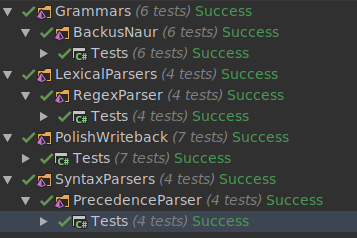 Grammars (6 tests) Success
BackusNaur (6 tests) Success
C# Tests (6 tests) Success
LexicalParsers (4 tests) Success
RegexParser (4 tests) Success
C# Tests (4 tests) Success
PolishWriteback (7 tests) Success
C# Tests (7 tests) Success
SyntaxParsers (4 tests) Success
PrecedenceParser (4 tests) Success
C# Tests (4 tests) Success